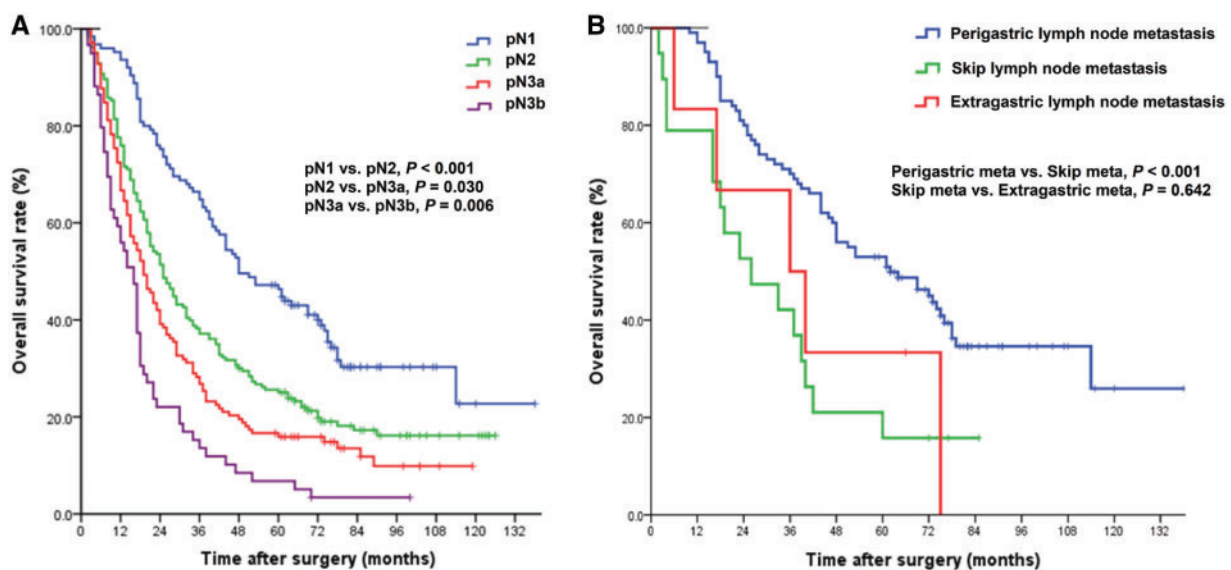 A
pN1
pN2
pN3a
pN3b
pN1 vs. pN2, P < 0.001
pN2 vs. pN3a, P = 0.030
pN3a vs. pN3b, P = 0.006
Overall survival rate (%)
100.0
80.0
60.0
40.0
20.0
0.0
0 12 24 36 48 60 72 84 96 108 120 132
Time after surgery (months)
B
Perigastric lymph node metastasis
Skip lymph node metastasis
Extragastric lymph node metastasis
Perigastric meta vs. Skip meta, P < 0.001
Skip meta vs. Extragastric meta, P = 0.642
Overall survival rate (%)
100.0
80.0
60.0
40.0
20.0
0.0
0 12 24 36 48 60 72 84 96 108 120 132
Time after surgery (months)